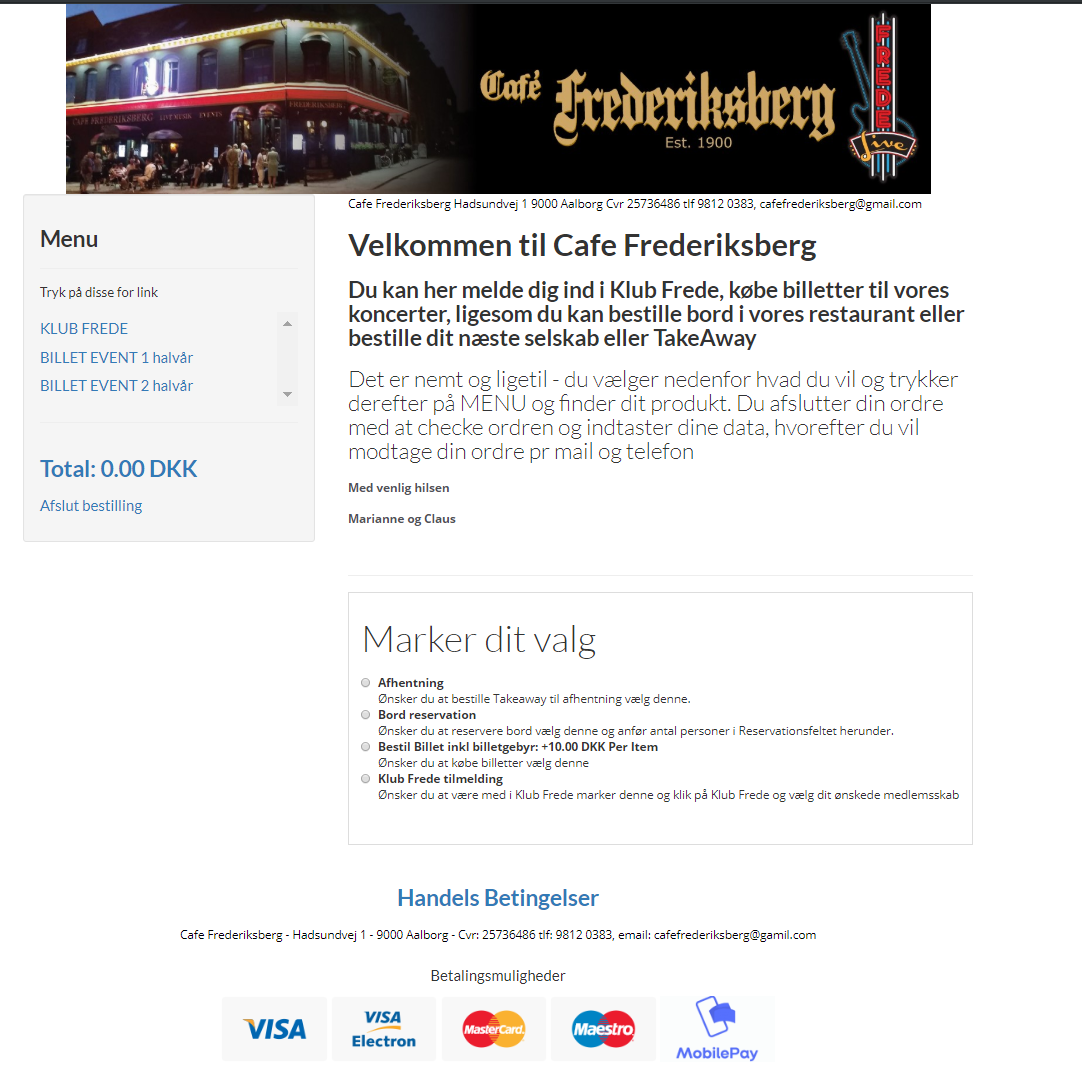 CAFE FREDERIKSBERG LIVE MUSIK EVENTS
FREDERIKSBERG
Café Frederiksberg
Est. 1900
FREDE
Live
Cafe Frederiksberg Hadsundvej 1 9000 Aalborg Cvr 25736486 tlf 9812 0383, cafefrederiksberg@gmail.com
Menu
Tryk på disse for link
KLUB FREDE
BILLET EVENT 1 halvår
BILLET EVENT 2 halvår
Total: 0.00 DKK
Afslut bestilling
Velkommen til Cafe Frederiksberg
Du kan her melde dig ind i Klub Frede, købe billetter til vores
koncerter, ligesom du kan bestille bord i vores restaurant eller
bestille dit næste selskab eller TakeAway
Det er nemt og ligetil - du vælger nedenfor hvad du vil og trykker
derefter på MENU og finder dit produkt. Du afslutter din ordre
med at checke ordren og indtaster dine data, hvorefter du vil
modtage din ordre pr mail og telefon
Med venlig hilsen
Marianne og Claus
Marker dit valg
Afhentning
Ønsker du at bestille Takeaway til afhentning vælg denne.
Bord reservation
Ønsker du at reservere bord vælg denne og anfør antal personer i Reservationsfeltet herunder.
Bestil Billet inkl billetgebyr: +10.00 DKK Per Item
Ønsker du at købe billetter vælg denne
Klub Frede tilmelding
Ønsker du at være med i Klub Frede marker denne og klik på Klub Frede og vælg dit ønskede medlemsskab
Handels Betingelser
Cafe Frederiksberg - Hadsundvej 1 - 9000 Aalborg - Cvr: 25736486 tlf: 9812 0383, email: cafefrederiksberg@gamil.com
Betalingsmuligheder
VISA
VISA
Electron
MasterCard.
Maestro
MobilePay